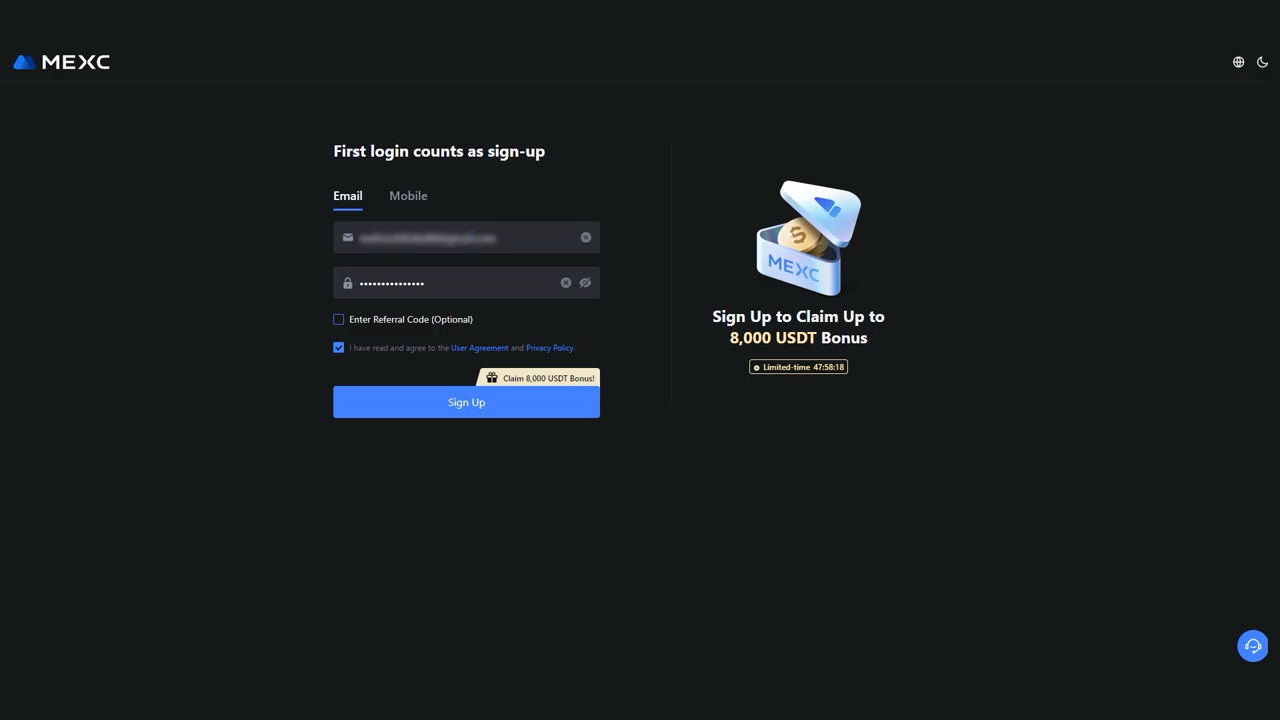 MEXC
First login counts as sign-up
Email Mobile
•••••••••••••••
Enter Referral Code (Optional)
I have read and agree to the User Agreement and Privacy Policy.
Claim 8,000 USDT Bonus!
Sign Up
MEXC
Sign Up to Claim Up to
8,000 USDT Bonus
Limited-time 47:58:18